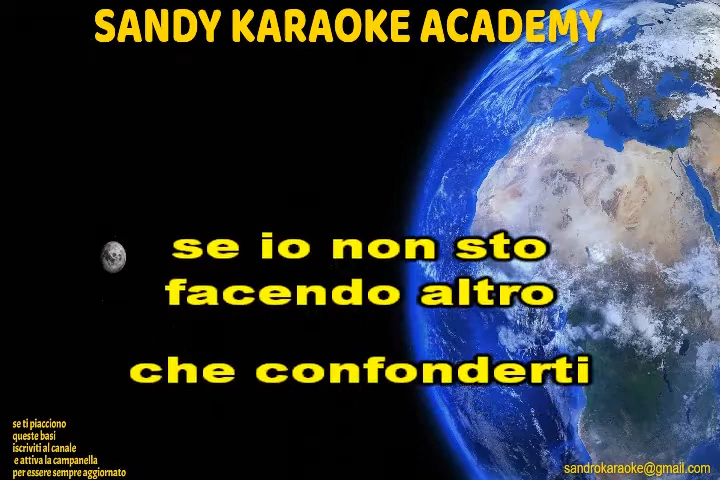 SANDY KARAOKE ACADEMY
se io non sto
facendo altro
che confonderti
se ti piacciono
queste basi
iscriviti al canale
e attiva la campanella
per essere sempre aggiornato
sandrokaraoke@gmail.com